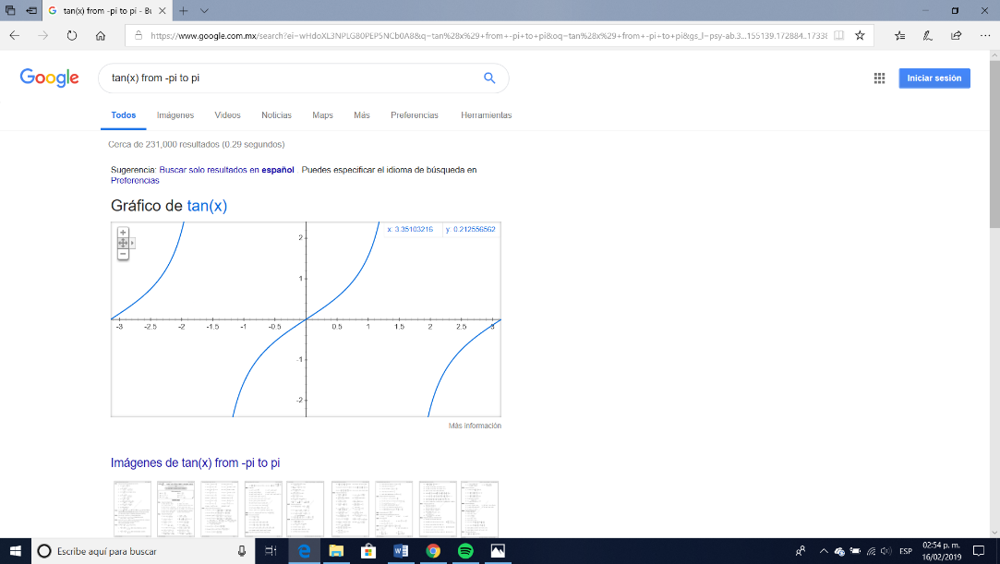 tan(x) from -pi to pi - Bu
https://www.google.com.mx/search?ei=wHdoXL3NPLG80PEP5NCb0A8&q=tan%28x%29+from+-pi+to+pi&oq=tan%28x%29+from+-pi+to+pi&gs_l=psy-ab.3...155139.172884..1733
Google
tan(x) from -pi to pi
Iniciar sesión
Todos Imágenes Videos Noticias Maps Más Preferencias Herramientas
Cerca de 231,000 resultados (0.29 segundos)
Sugerencia: Buscar solo resultados en español . Puedes especificar el idioma de búsqueda en
Preferencias
Gráfico de tan(x)
x: 3.35103216 y: 0.212556562
2
1
-3 -2.5 -2 -1.5 -1 -0.5 0.5 1 1.5 2 2.5 3
-1
-2
Más información
Imágenes de tan(x) from -pi to pi
Escribe aquí para buscar
ESP
02:54 p. m.
16/02/2019